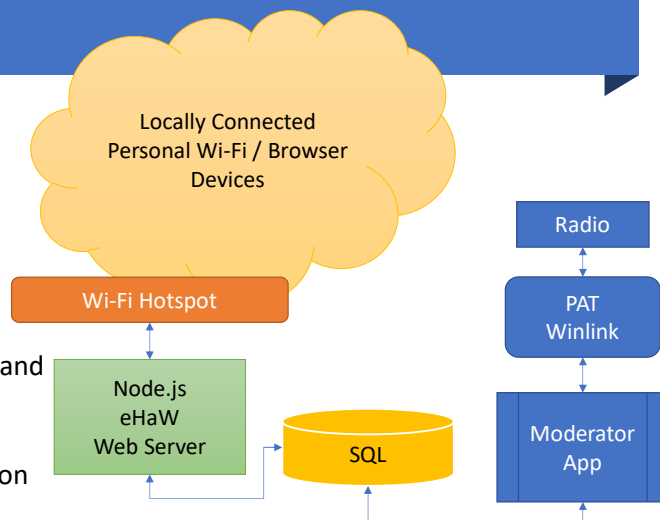 Locally Connected
Personal Wi-Fi / Browser
Devices
Radio
Wi-Fi Hotspot
PAT
Winlink
and
Node.js
eHaW
Web Server
SQL
Moderator
App
on